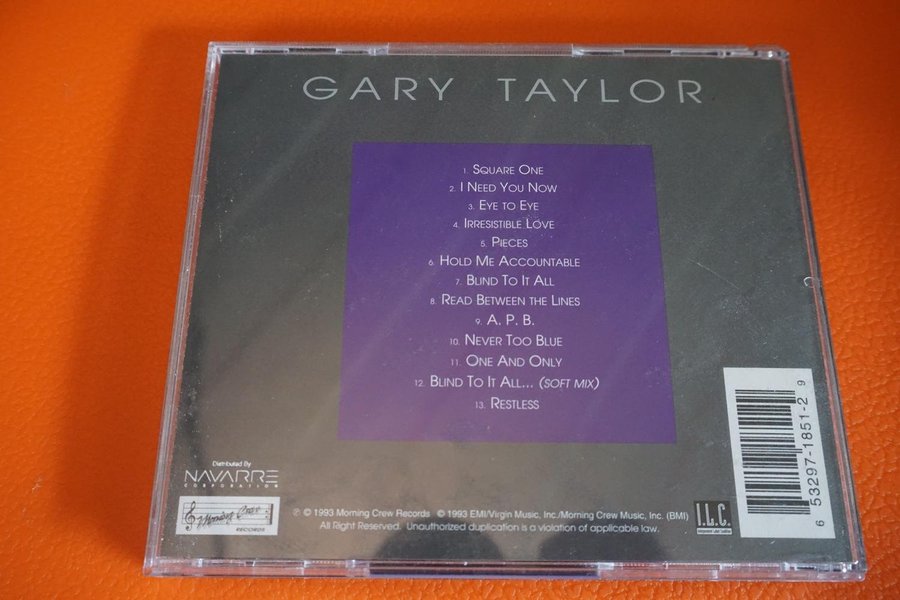 GARY TAYLOR
1. SQUARE ONE
2. I NEED YOU NOW
3. EYE TO EYE
4. IRRESISTIBLE LOVE
5. PIECES
6. HOLD ME ACCOUNTABLE
7. BLIND TO IT ALL
8. READ BETWEEN THE LINES
9. A. P. B.
10. NEVER TOO BLUE
11. ONE AND ONLY
12. BLIND TO IT ALL... (SOFT MIX)
13. RESTLESS
Distributed By
NAVARRE
CORPORATION
Morning Crew
RECORDS
℗ © 1993 Morning Crew Records © 1993 EMI/Virgin Music, Inc./Morning Crew Music, Inc. (BMI)
All Right Reserved. Unauthorized duplication is a violation of applicable law.
I.L.C.
6 53297-1851-2 9